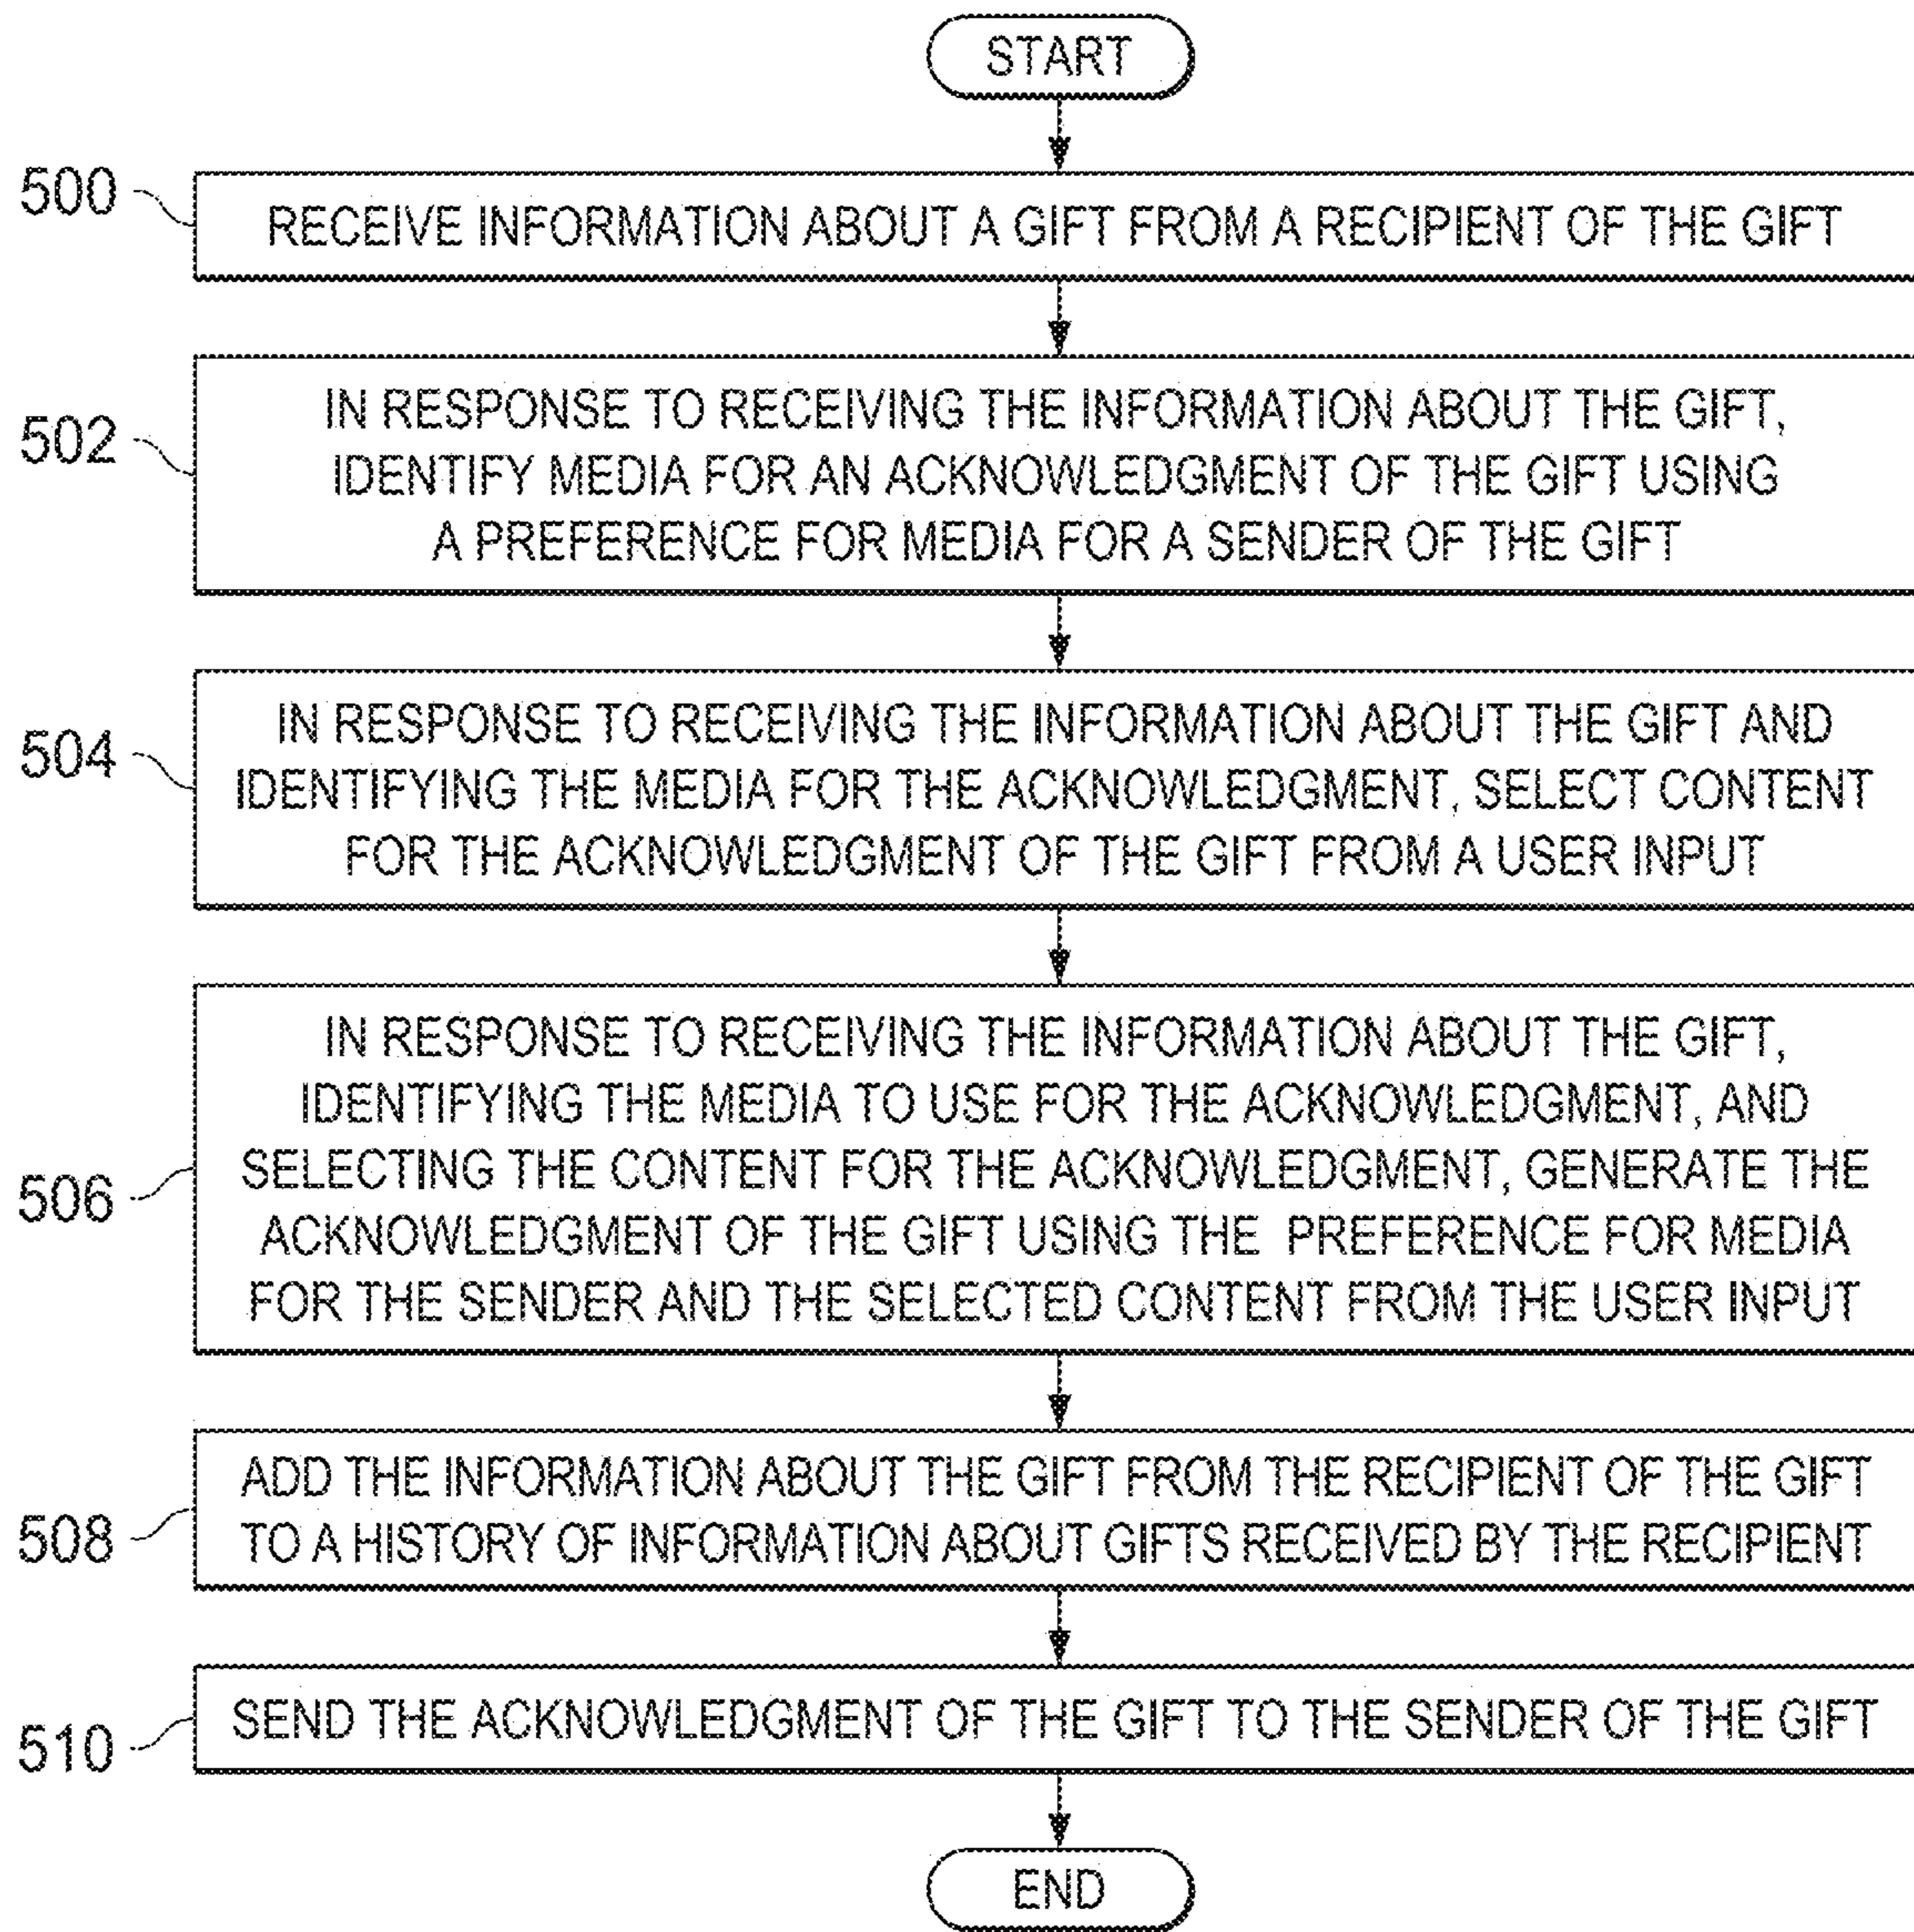 START
500
RECEIVE INFORMATION ABOUT A GIFT FROM A RECIPIENT OF THE GIFT
502
IN RESPONSE TO RECEIVING THE INFORMATION ABOUT THE GIFT,
IDENTIFY MEDIA FOR AN ACKNOWLEDGMENT OF THE GIFT USING
A PREFERENCE FOR MEDIA FOR A SENDER OF THE GIFT
504
IN RESPONSE TO RECEIVING THE INFORMATION ABOUT THE GIFT AND
IDENTIFYING THE MEDIA FOR THE ACKNOWLEDGMENT, SELECT CONTENT
FOR THE ACKNOWLEDGMENT OF THE GIFT FROM A USER INPUT
506
IN RESPONSE TO RECEIVING THE INFORMATION ABOUT THE GIFT,
IDENTIFYING THE MEDIA TO USE FOR THE ACKNOWLEDGMENT, AND
SELECTING THE CONTENT FOR THE ACKNOWLEDGMENT, GENERATE THE
ACKNOWLEDGMENT OF THE GIFT USING THE PREFERENCE FOR MEDIA
FOR THE SENDER AND THE SELECTED CONTENT FROM THE USER INPUT
508
ADD THE INFORMATION ABOUT THE GIFT FROM THE RECIPIENT OF THE GIFT
TO A HISTORY OF INFORMATION ABOUT GIFTS RECEIVED BY THE RECIPIENT
510
SEND THE ACKNOWLEDGMENT OF THE GIFT TO THE SENDER OF THE GIFT
END